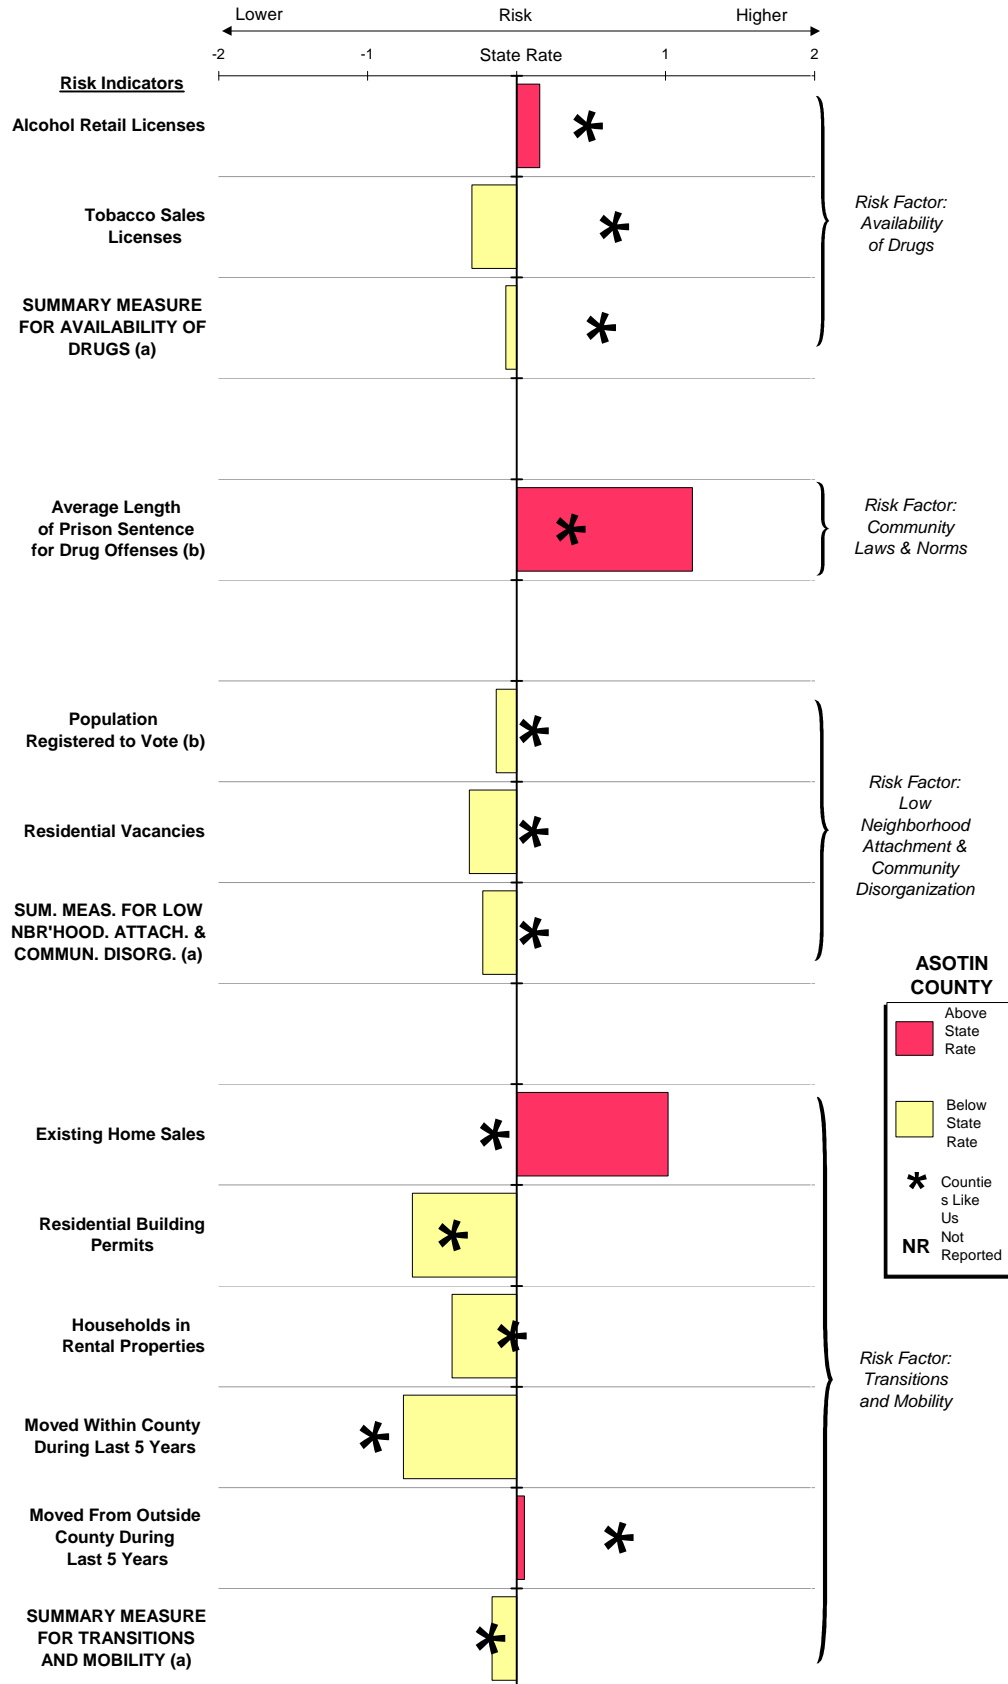 Lower Risk Higher
-2 -1 State Rate 1 2
Risk Indicators
Alcohol Retail Licenses
Tobacco Sales
Licenses
SUMMARY MEASURE
FOR AVAILABILITY OF
DRUGS (a)
Risk Factor:
Availability
of Drugs
Average Length
of Prison Sentence
for Drug Offenses (b)
Risk Factor:
Community
Laws & Norms
Population
Registered to Vote (b)
Residential Vacancies
SUM. MEAS. FOR LOW
NBR'HOOD. ATTACH. &
COMMUN. DISORG. (a)
Risk Factor:
Low
Neighborhood
Attachment &
Community
Disorganization
ASOTIN
COUNTY
Above
State
Rate
Below
State
Rate
* Countie
s Like
Us
NR Not
Reported
Existing Home Sales
Residential Building
Permits
Households in
Rental Properties
Moved Within County
During Last 5 Years
Moved From Outside
County During
Last 5 Years
SUMMARY MEASURE
FOR TRANSITIONS
AND MOBILITY (a)
Risk Factor:
Transitions
and Mobility